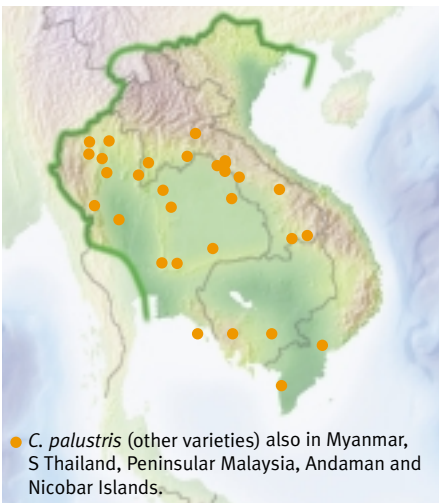 C. palustris (other varieties) also in Myanmar,
S Thailand, Peninsular Malaysia, Andaman and
Nicobar Islands.